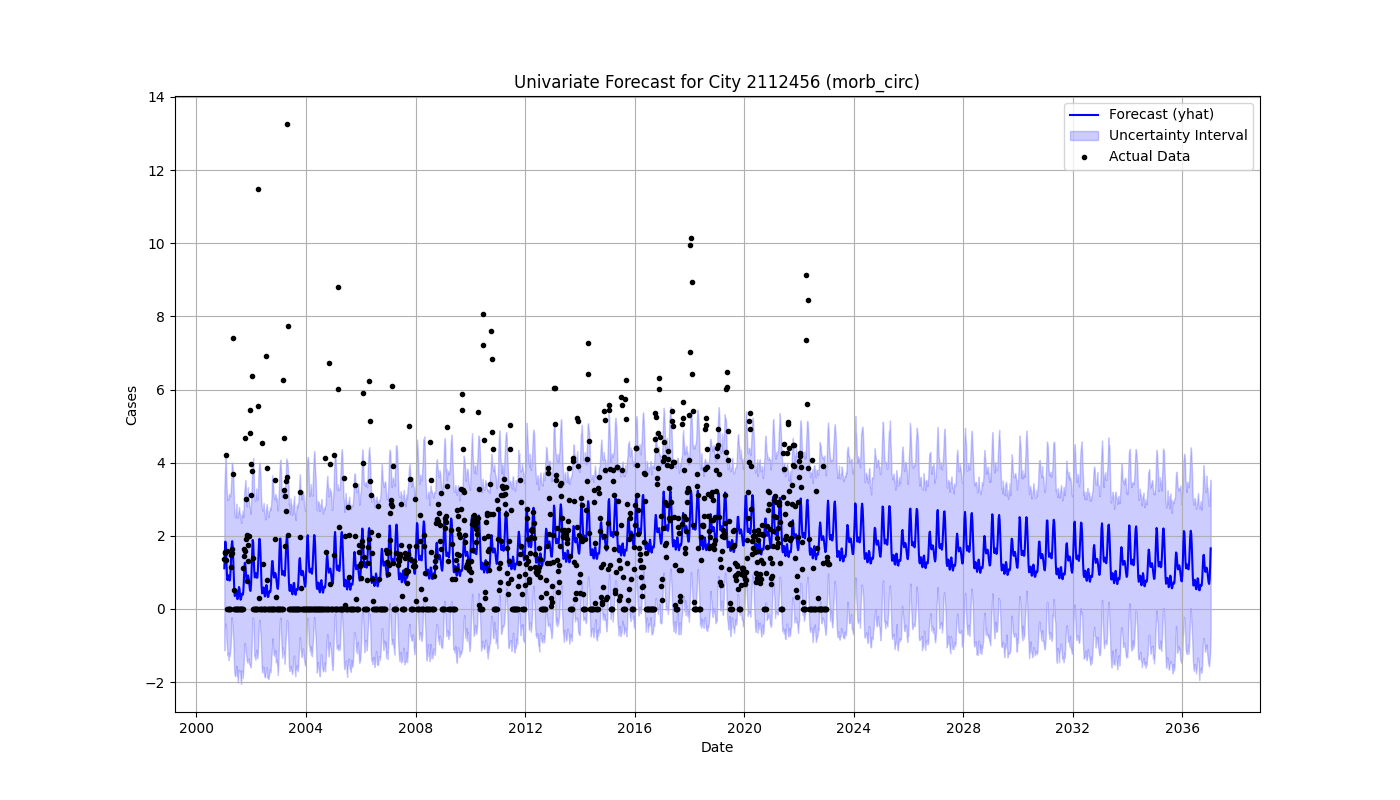 Univariate Forecast for City 2112456 (morb_circ)
Forecast (yhat)
Uncertainty Interval
Actual Data
Cases
14
12
10
8
6
4
2
0
−2
2000 2004 2008 2012 2016 2020 2024 2028 2032 2036
Date